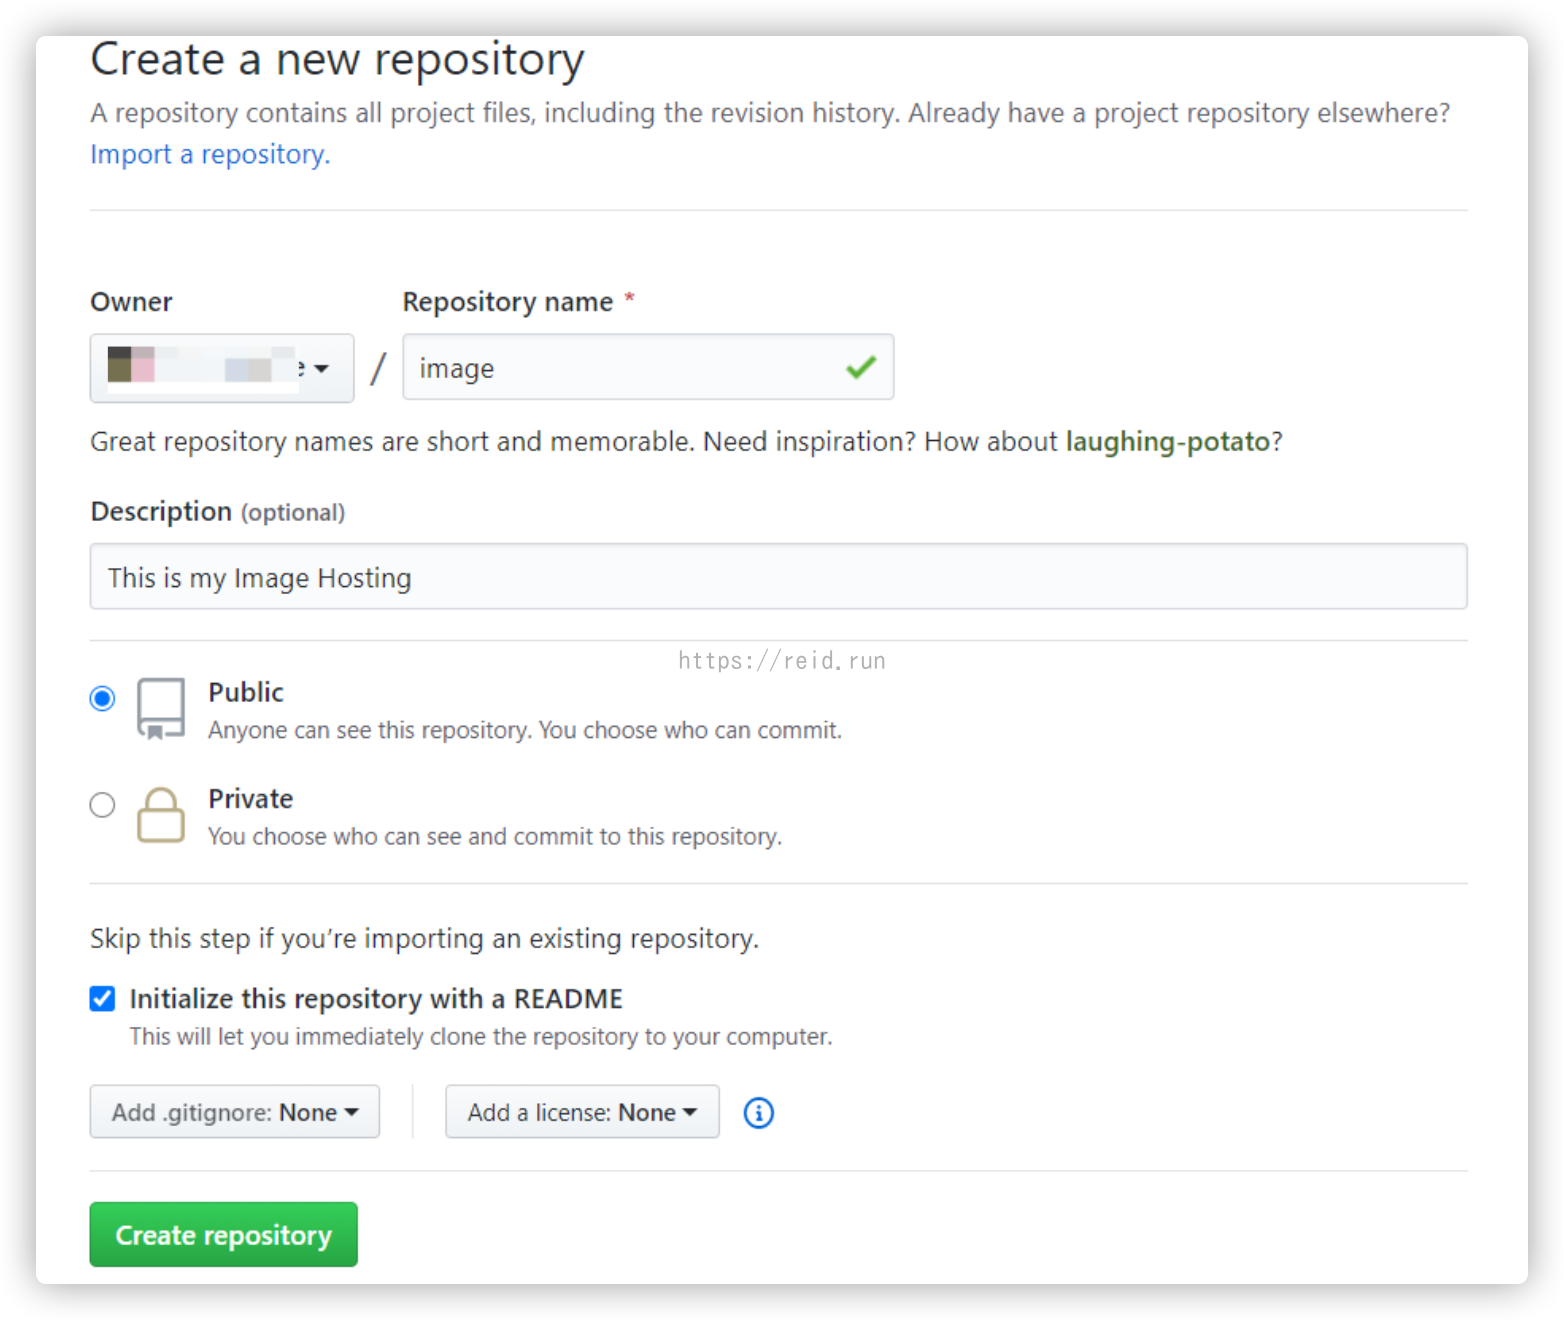 Create a new repository
A repository contains all project files, including the revision history. Already have a project repository elsewhere?
Import a repository.
Owner
Repository name *
/
image
Great repository names are short and memorable. Need inspiration? How about laughing-potato?
Description (optional)
This is my Image Hosting
https://reid.run
Public
Anyone can see this repository. You choose who can commit.
Private
You choose who can see and commit to this repository.
Skip this step if you’re importing an existing repository.
Initialize this repository with a README
This will let you immediately clone the repository to your computer.
Add .gitignore: None
Add a license: None
Create repository